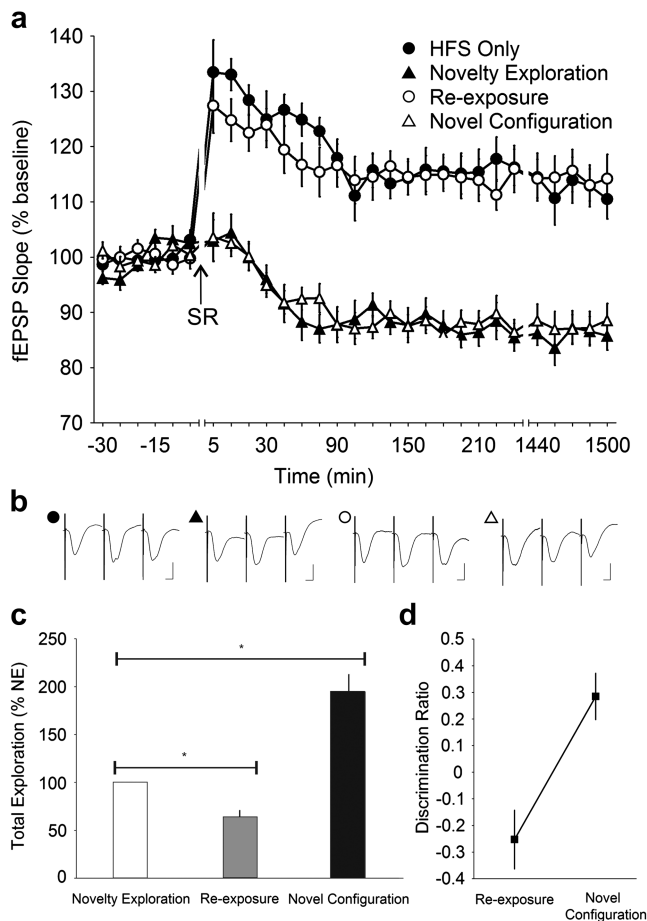 a
140
130
120
110
100
90
80
70
fEPSP Slope (% baseline)
HFS Only
Novelty Exploration
Re-exposure
Novel Configuration
SR
-30 -15 5 30 90 150 210 1440 1500
Time (min)
b
c
250
200
150
100
50
0
Total Exploration (% NE)
*
*
Novelty Exploration Re-exposure Novel Configuration
d
0.5
0.4
0.3
0.2
0.1
0
-0.1
-0.2
-0.3
-0.4
Discrimination Ratio
Re-exposure Novel
Configuration